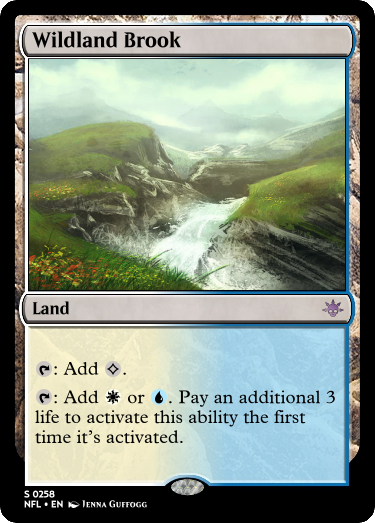 Wildland Brook
Land
: Add .
: Add or . Pay an additional 3
life to activate this ability the first
time it's activated.
S 0258
NFL • EN Jenna Guffogg